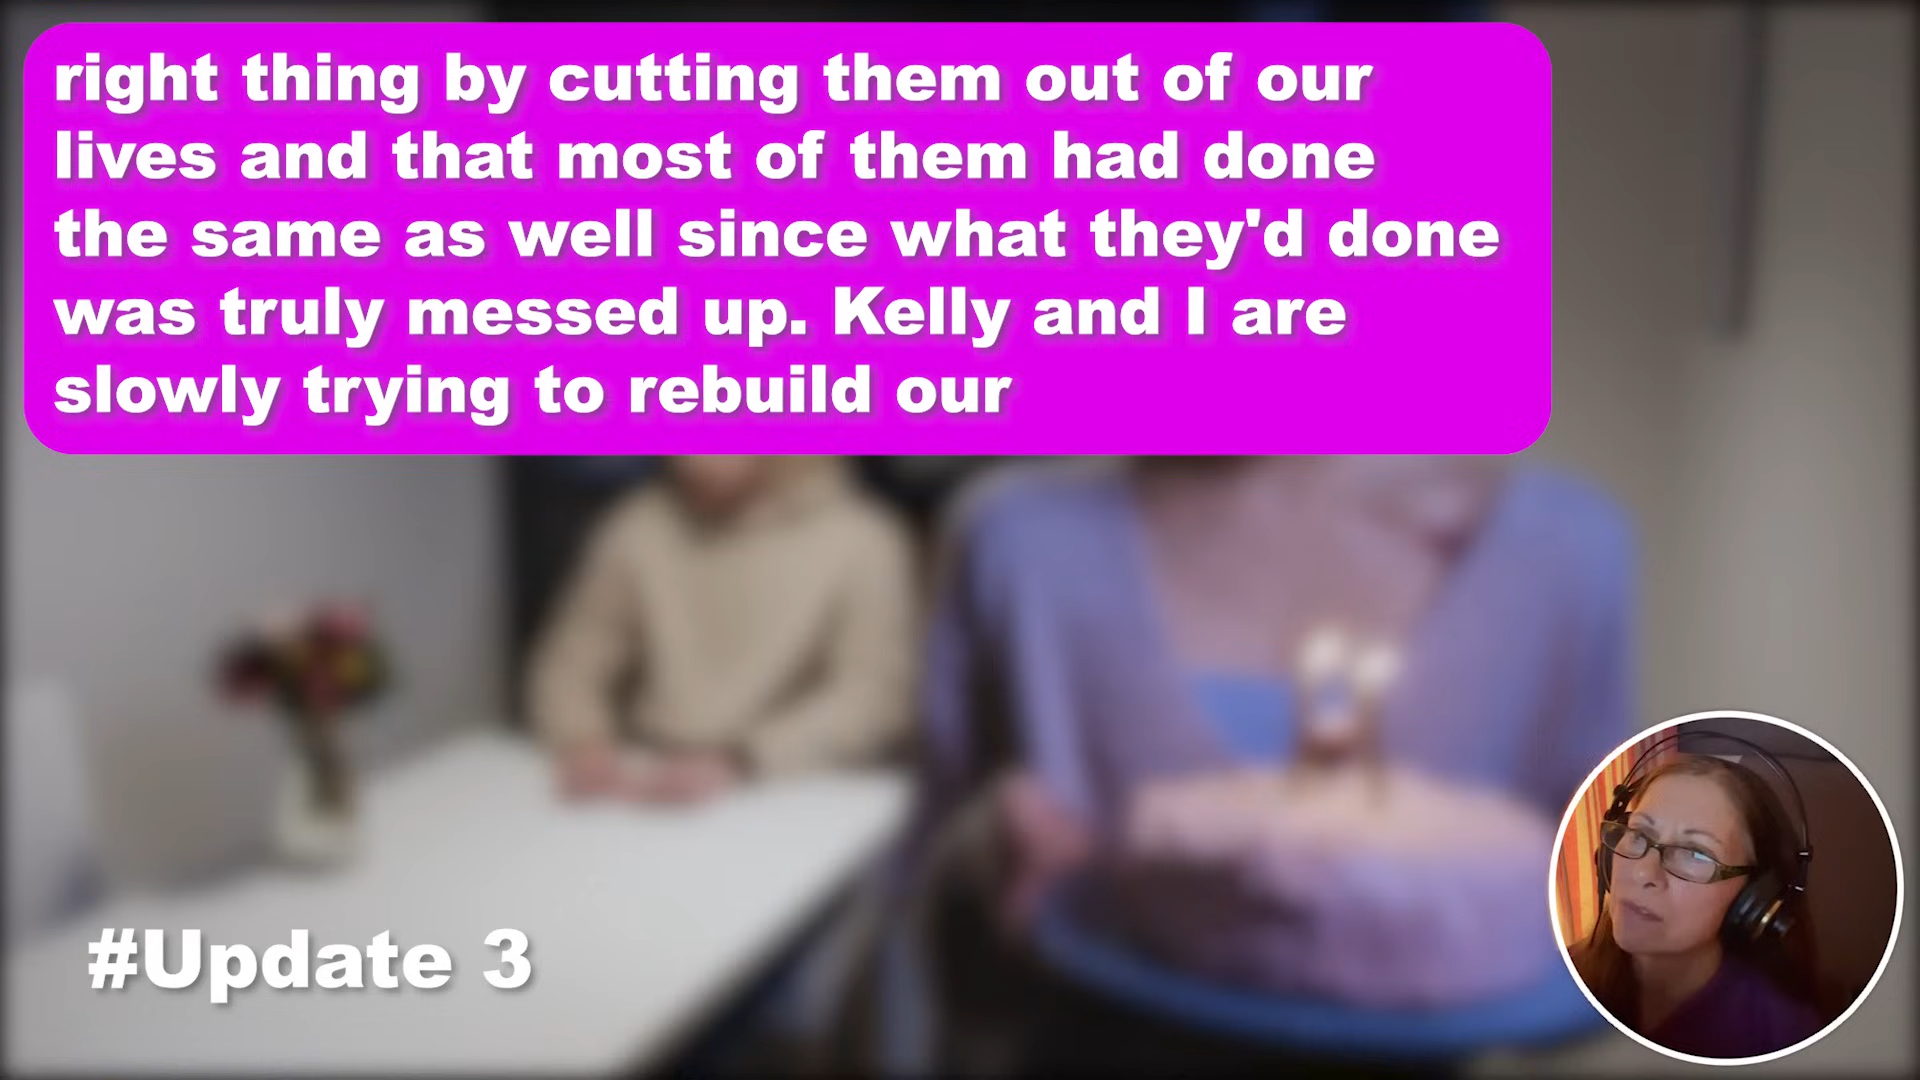 right thing by cutting them out of our
lives and that most of them had done
the same as well since what they'd done
was truly messed up. Kelly and I are
slowly trying to rebuild our
#Update 3